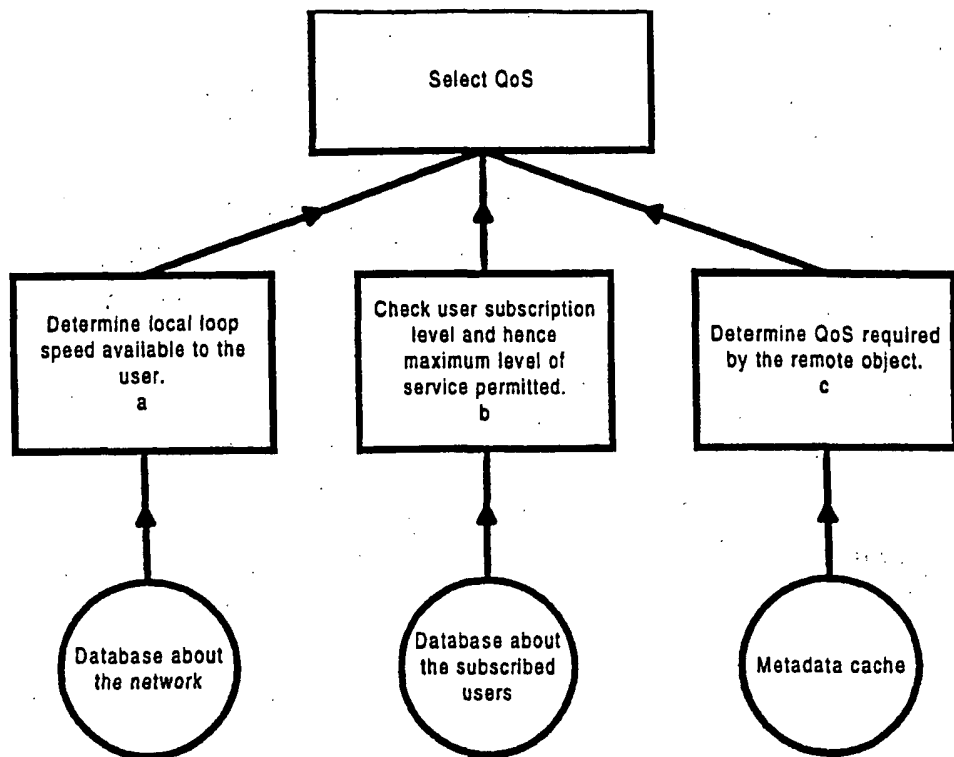 Select QoS
Determine local loop
speed available to the
user.
a
Check user subscription
level and hence
maximum level of
service permitted.
b
Determine QoS required
by the remote object.
c
Database about
the network
Database about
the subscribed
users
Metadata cache